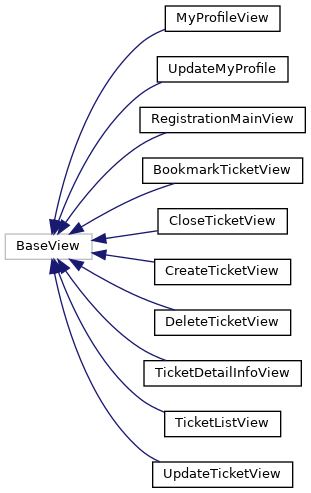 MyProfileView
UpdateMyProfile
RegistrationMainView
BookmarkTicketView
CloseTicketView
BaseView
CreateTicketView
DeleteTicketView
TicketDetailInfoView
TicketListView
UpdateTicketView